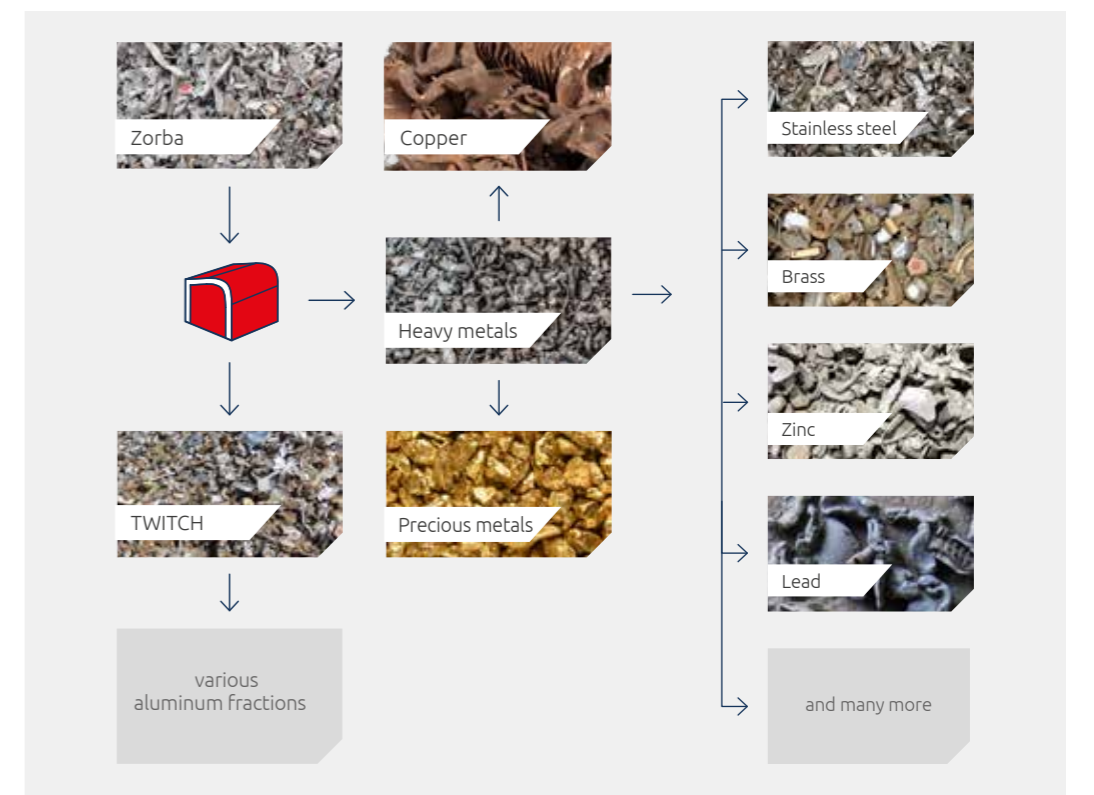 Zorba
Copper
Stainless steel
Brass
Heavy metals
Zinc
TWITCH
Precious metals
Lead
various
aluminum fractions
and many more